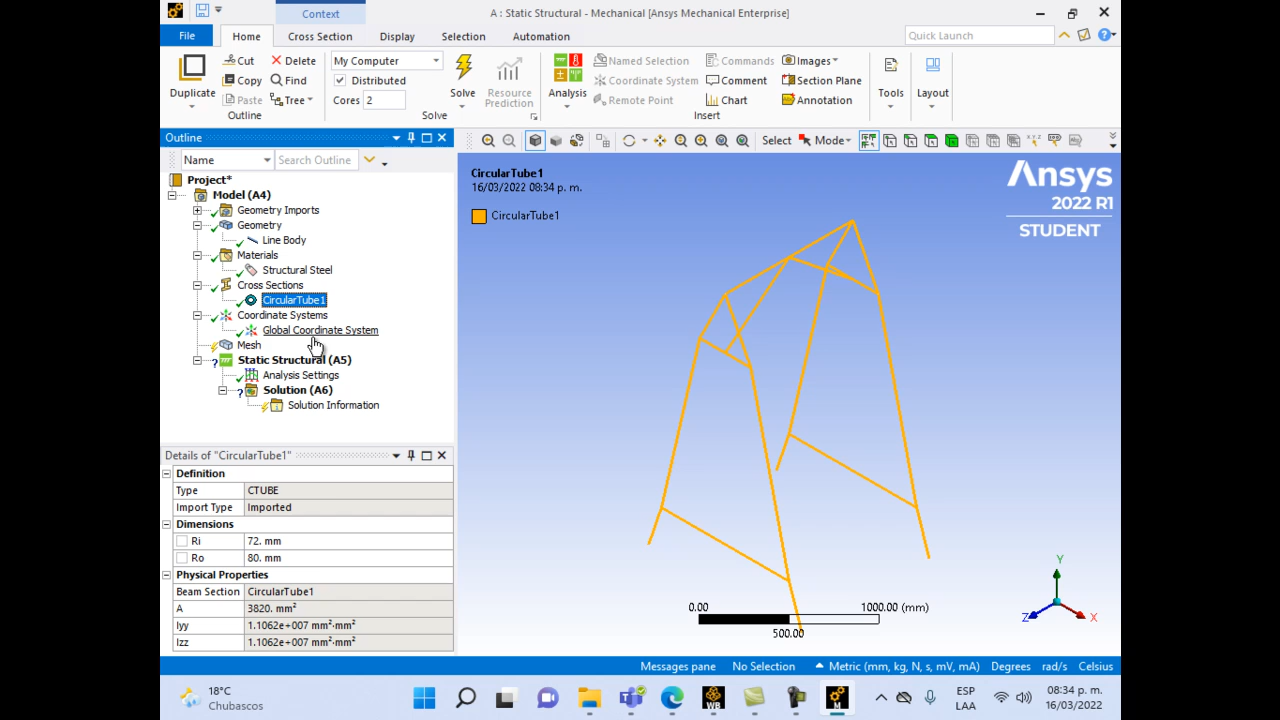 Context
A : Static Structural - Mechanical [Ansys Mechanical Enterprise]
File Home Cross Section Display Selection Automation
Quick Launch
Duplicate
Cut
Copy
Paste
Delete
Find
Tree
Outline
My Computer
Distributed
Cores 2
Solve
Resource Prediction
Solve
Analysis
Named Selection
Coordinate System
Remote Point
Commands
Comment
Chart
Images
Section Plane
Annotation
Insert
Tools
Layout
Outline
Name
Search Outline
Select Mode
Project*
Model (A4)
Geometry Imports
Geometry
Line Body
Materials
Structural Steel
Cross Sections
CircularTube1
Coordinate Systems
Global Coordinate System
Mesh
Static Structural (A5)
Analysis Settings
Solution (A6)
Solution Information
Details of "CircularTube1"
Definition
Type CTUBE
Import Type Imported
Dimensions
Ri 72. mm
Ro 80. mm
Physical Properties
Beam Section CircularTube1
A 3820. mm²
Iyy 1.1062e+007 mm²·mm²
Izz 1.1062e+007 mm²·mm²
CircularTube1
16/03/2022 08:34 p. m.
CircularTube1
Ansys
2022 R1
STUDENT
0.00 1000.00 (mm)
500.00
Y
Z X
Messages pane No Selection Metric (mm, kg, N, s, mV, mA) Degrees rad/s Celsius
18°C
Chubascos
WB
M
ESP
LAA
08:34 p. m.
16/03/2022